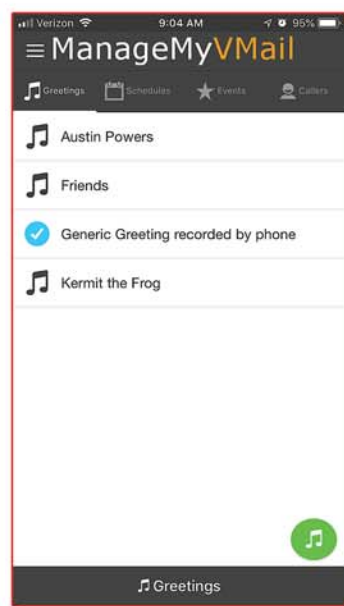 Verizon 9:04 AM 95%
ManageMyVMail
Greetings Schedules Events Callers
Austin Powers
Friends
Generic Greeting recorded by phone
Kermit the Frog
Greetings